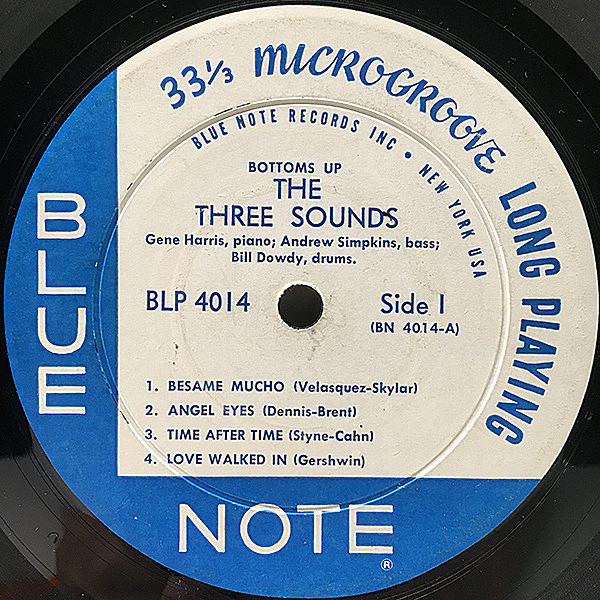 33⅓ MICROGROOVE LONG PLAYING
BLUE NOTE RECORDS INC • NEW YORK USA
BOTTOMS UP
THE
THREE SOUNDS
Gene Harris, piano; Andrew Simpkins, bass;
Bill Dowdy, drums.
BLP 4014 Side 1
(BN 4014-A)
1. BESAME MUCHO (Velasquez-Skylar)
2. ANGEL EYES (Dennis-Brent)
3. TIME AFTER TIME (Styne-Cahn)
4. LOVE WALKED IN (Gershwin)
BLUE
NOTE ®